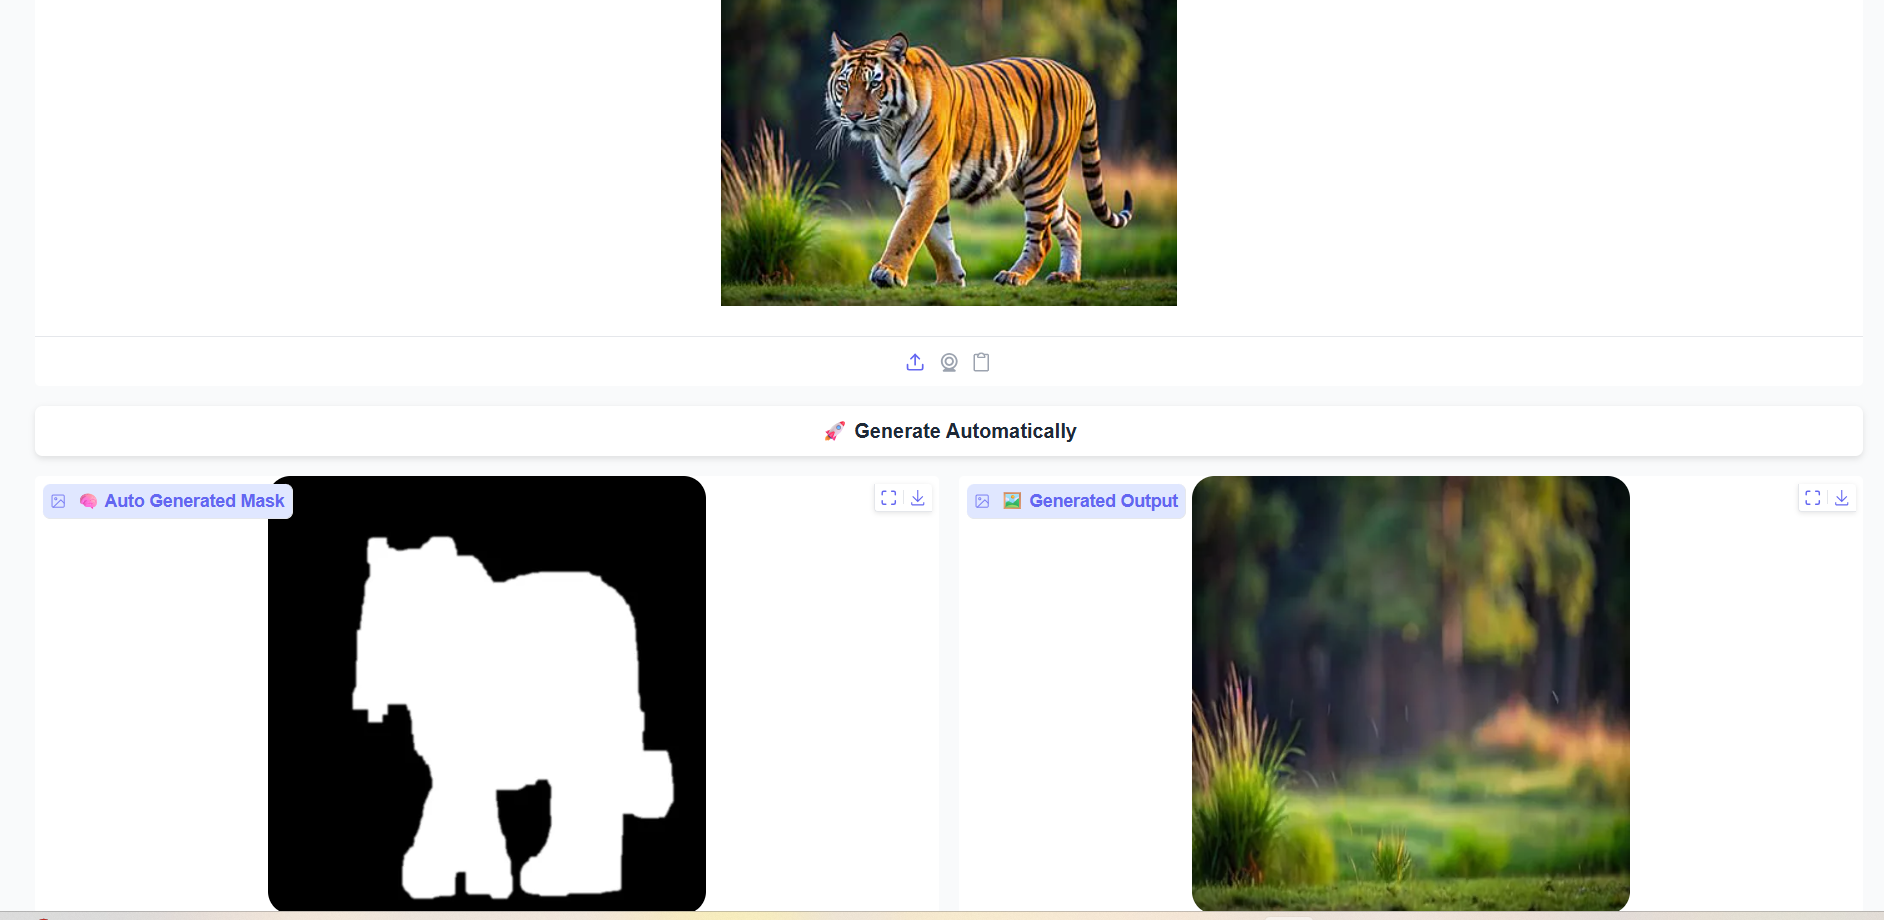 🚀 Generate Automatically
🧠 Auto Generated Mask
🖼️ Generated Output